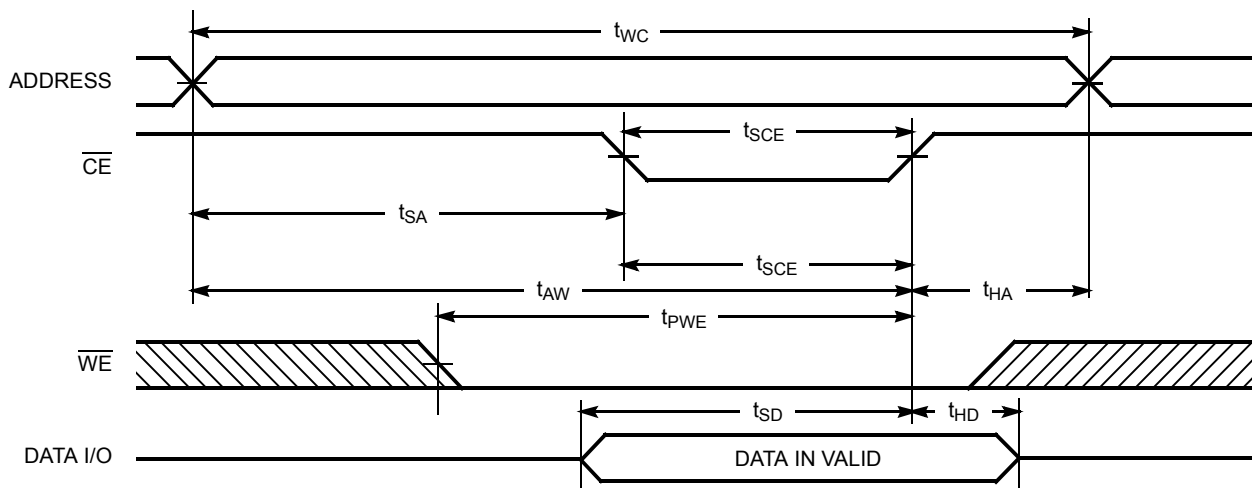 tWC
ADDRESS
tSCE
CE
tSA
tSCE
tAW
tHA
tPWE
WE
tSD
tHD
DATA I/O
DATA IN VALID